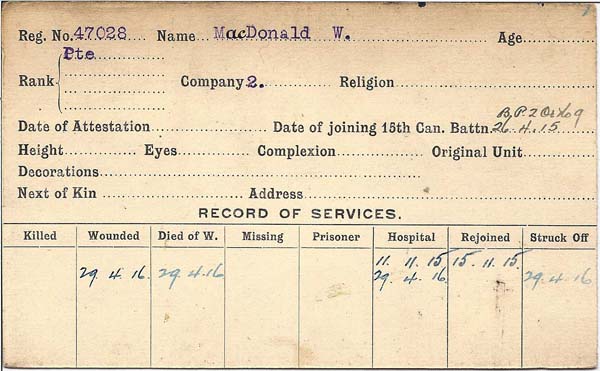 Reg. No. 47028 Name MacDonald W. Age
Pte
Rank Company 2. Religion
B.P. 2
Date of Attestation Date of joining 15th Can. Battn. 26.4.15
Height Eyes Complexion Original Unit
Decorations
Next of Kin Address
RECORD OF SERVICES.
Killed Wounded Died of W. Missing Prisoner Hospital Rejoined Struck Off
11. 11. 15 15. 11. 15.
29 4 16. 29. 4. 16 29. 4. 16 29. 4. 16